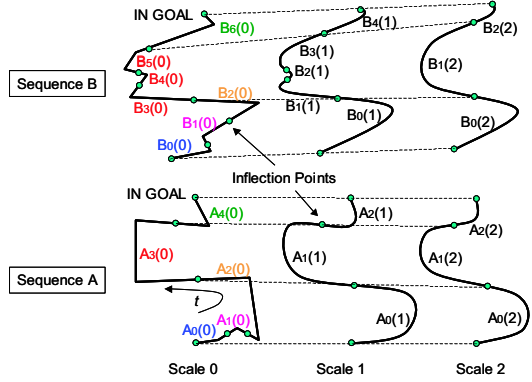 IN GOAL
B6(0)
B4(1)
B2(2)
B5(0)
B3(1)
Sequence B
B4(0)
B2(1)
B1(2)
B3(0)
B2(0)
B1(1)
B1(0)
B0(1)
B0(2)
B0(0)
Inflection Points
IN GOAL
A4(0)
A2(1)
A2(2)
A3(0)
A2(0)
A1(1)
A1(2)
Sequence A
t
A0(0)
A1(0)
A0(1)
A0(2)
Scale 0
Scale 1
Scale 2